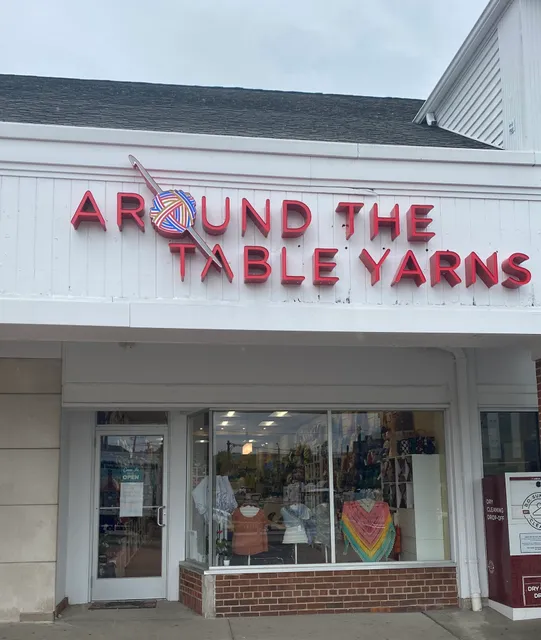 AROUND THE
TABLE YARNS
OPEN
DRY
CLEANING
DROP-OFF